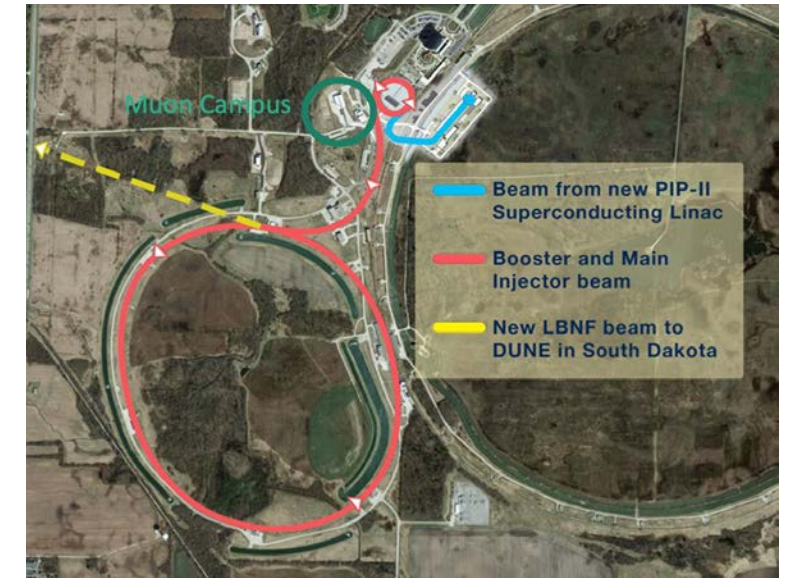 Muon Campus
Beam from new PIP-II
Superconducting Linac
Booster and Main
Injector beam
New LBNF beam to
DUNE in South Dakota